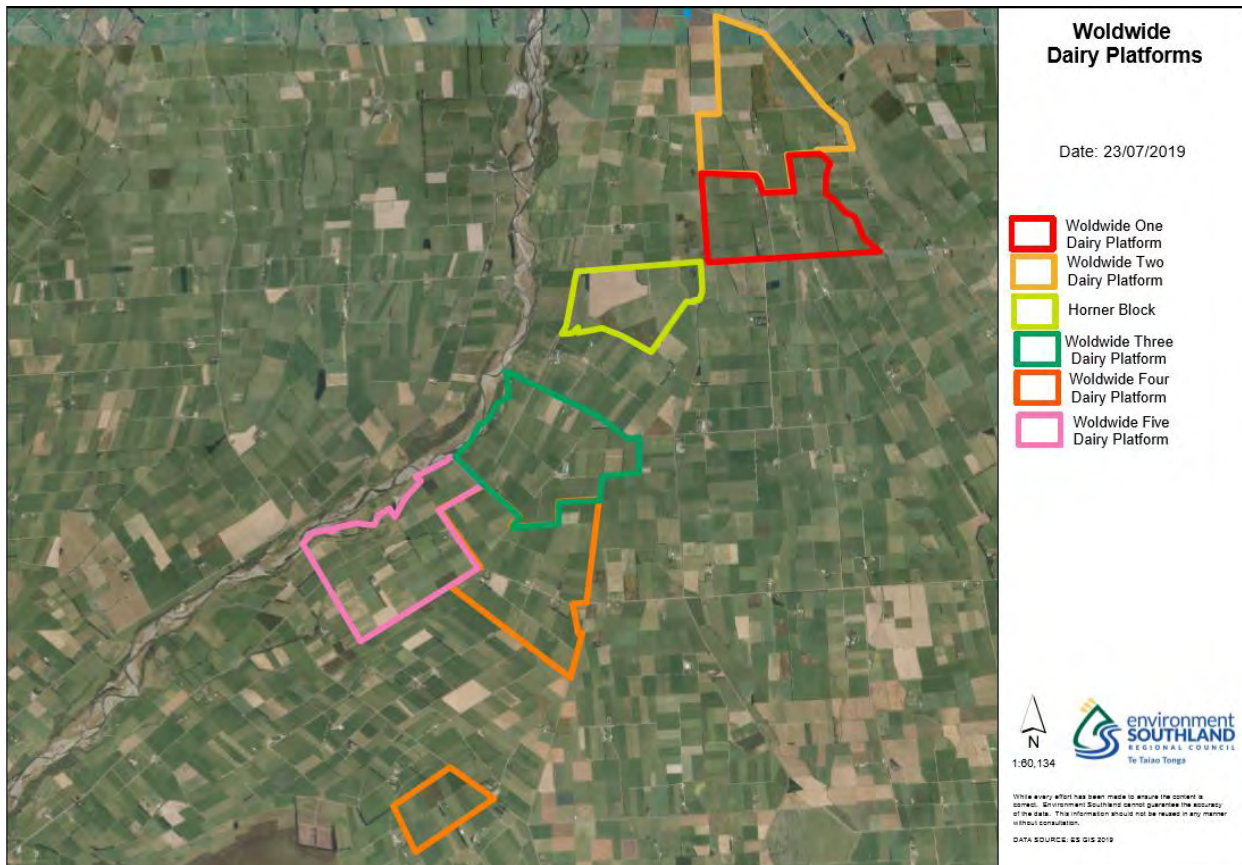 Woldwide
Dairy Platforms
Date: 23/07/2019
Woldwide One
Dairy Platform
Woldwide Two
Dairy Platform
Horner Block
Woldwide Three
Dairy Platform
Woldwide Four
Dairy Platform
Woldwide Five
Dairy Platform
N
1:60,134
environment
SOUTHLAND
REGIONAL COUNCIL
Te Taiao Tonga
While every effort has been made to ensure the content is
correct. Environment Southland cannot guarantee the accuracy
of the data. This information should not be reused in any manner
without consultation.
DATA SOURCE: ES GIS 2019